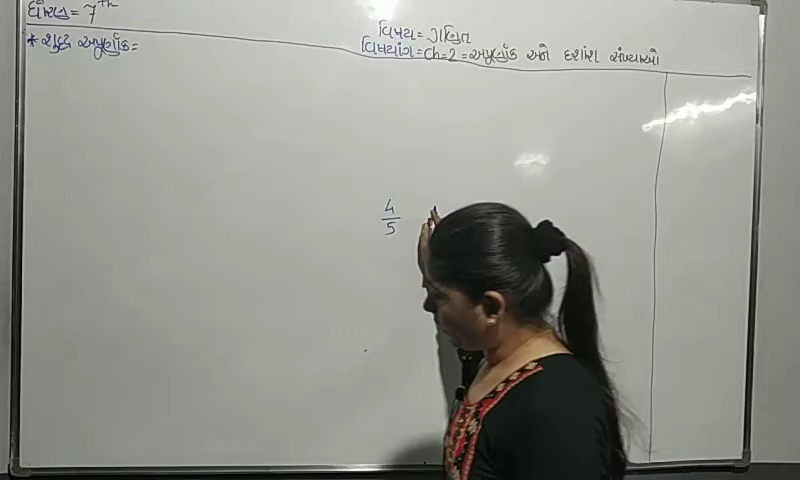 ધોરણ = 7th
વિષય = ગણિત
* શુદ્ધ અપૂર્ણાંક =
વિષયાંગ = Ch = 2 = અપૂર્ણાંક અને દશાંશ સંખ્યાઓ
4
5